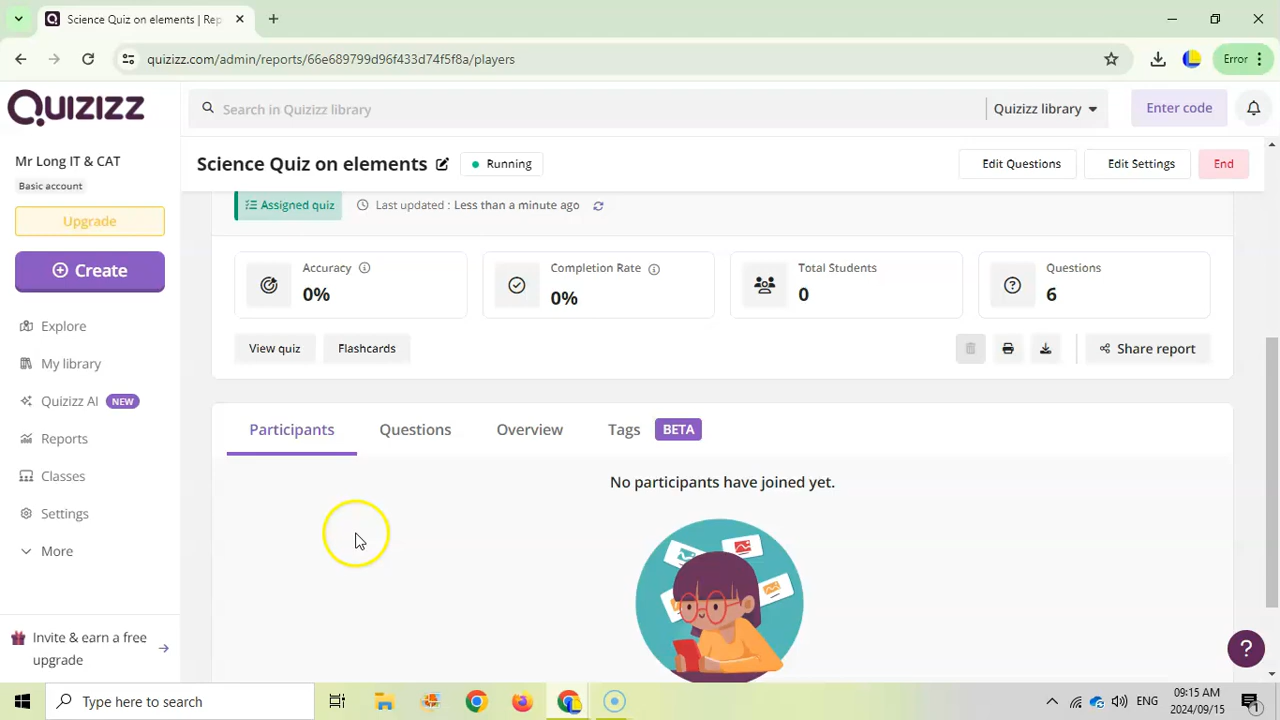 Science Quiz on elements | Rep
quizizz.com/admin/reports/66e689799d96f433d74f5f8a/players
Error
QUIZIZZ
Search in Quizizz library
Quizizz library
Enter code
Mr Long IT & CAT
Basic account
Upgrade
Create
Explore
My library
Quizizz AI NEW
Reports
Classes
Settings
More
Invite & earn a free
upgrade
Science Quiz on elements
Running
Edit Questions
Edit Settings
End
Assigned quiz
Last updated : Less than a minute ago
Accuracy
0%
Completion Rate
0%
Total Students
0
Questions
6
View quiz
Flashcards
Share report
Participants
Questions
Overview
Tags BETA
No participants have joined yet.
?
Type here to search
ENG
09:15 AM
2024/09/15